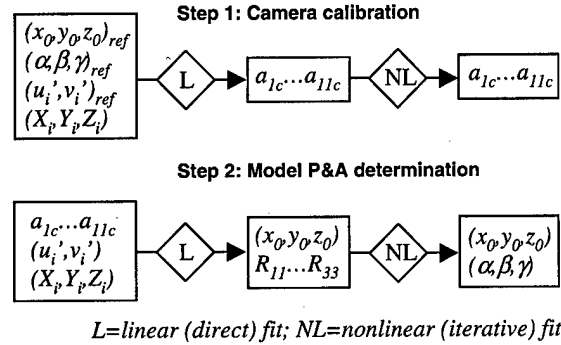 Step 1: Camera calibration
(x0,y0,z0)ref
(α,β,γ)ref
(ui',vi')ref
(Xi,Yi,Zi)
L
a1c...a11c
NL
a1c...a11c
Step 2: Model P&A determination
a1c...a11c
(ui',vi')
(Xi,Yi,Zi)
L
(x0,y0,z0)
R11...R33
NL
(x0,y0,z0)
(α,β,γ)
L=linear (direct) fit; NL=nonlinear (iterative) fit